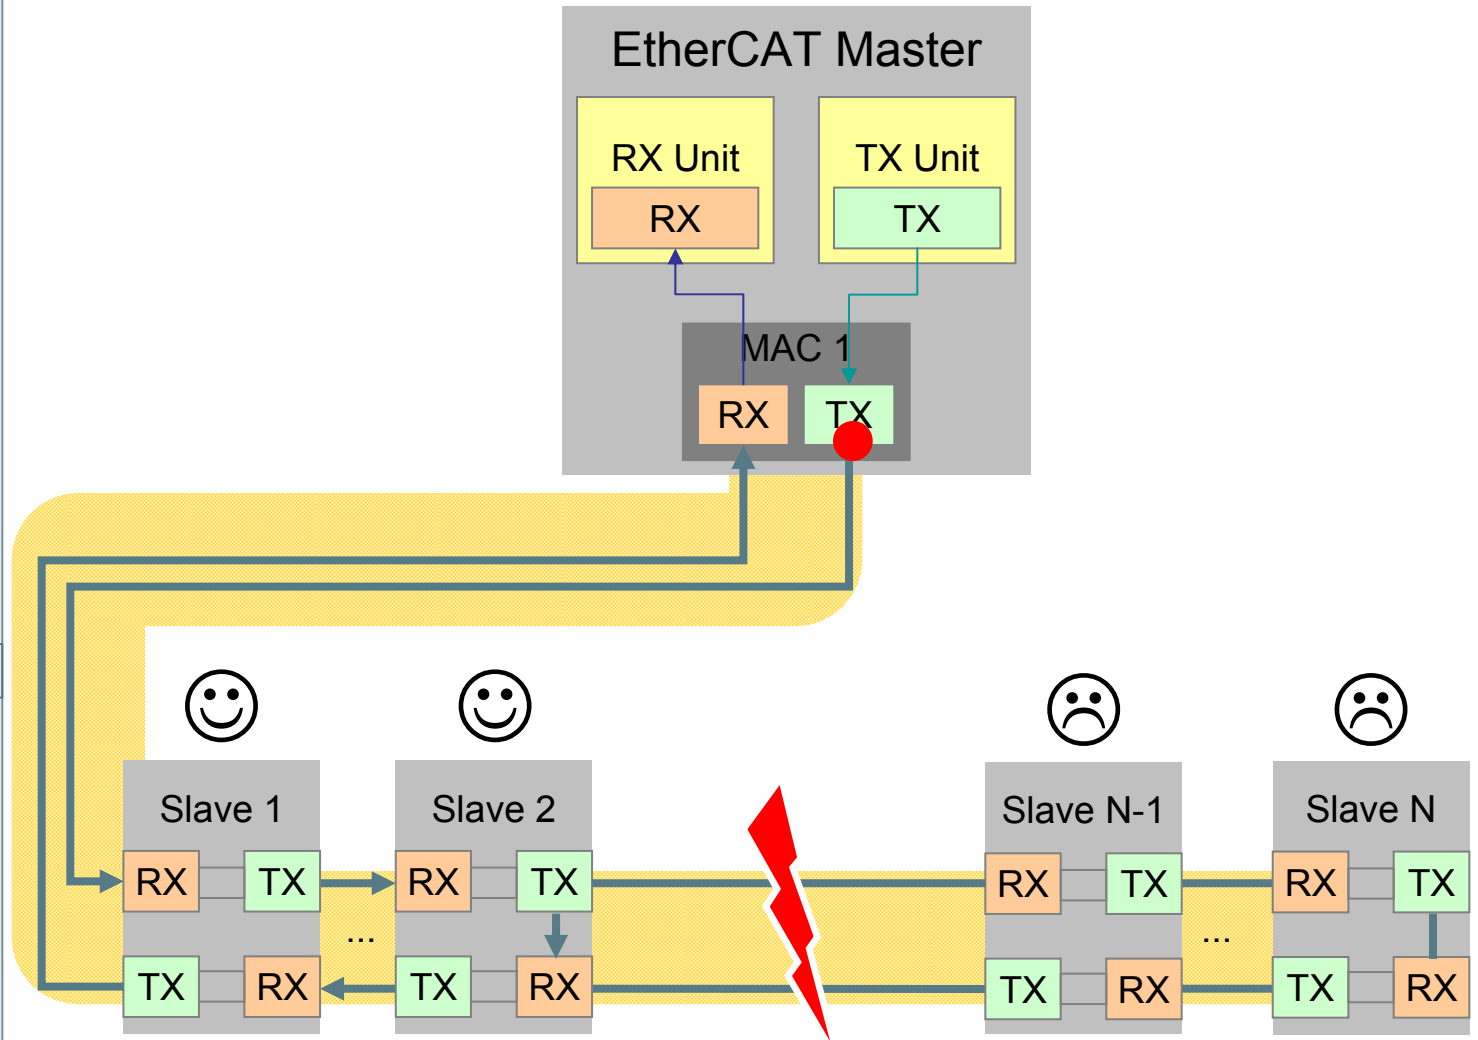 EtherCAT Master
RX Unit
TX Unit
RX
TX
MAC 1
RX
TX
Slave 1
Slave 2
Slave N-1
Slave N
RX
TX
RX
TX
RX
TX
RX
TX
...
...
TX
RX
TX
RX
TX
RX
TX
RX